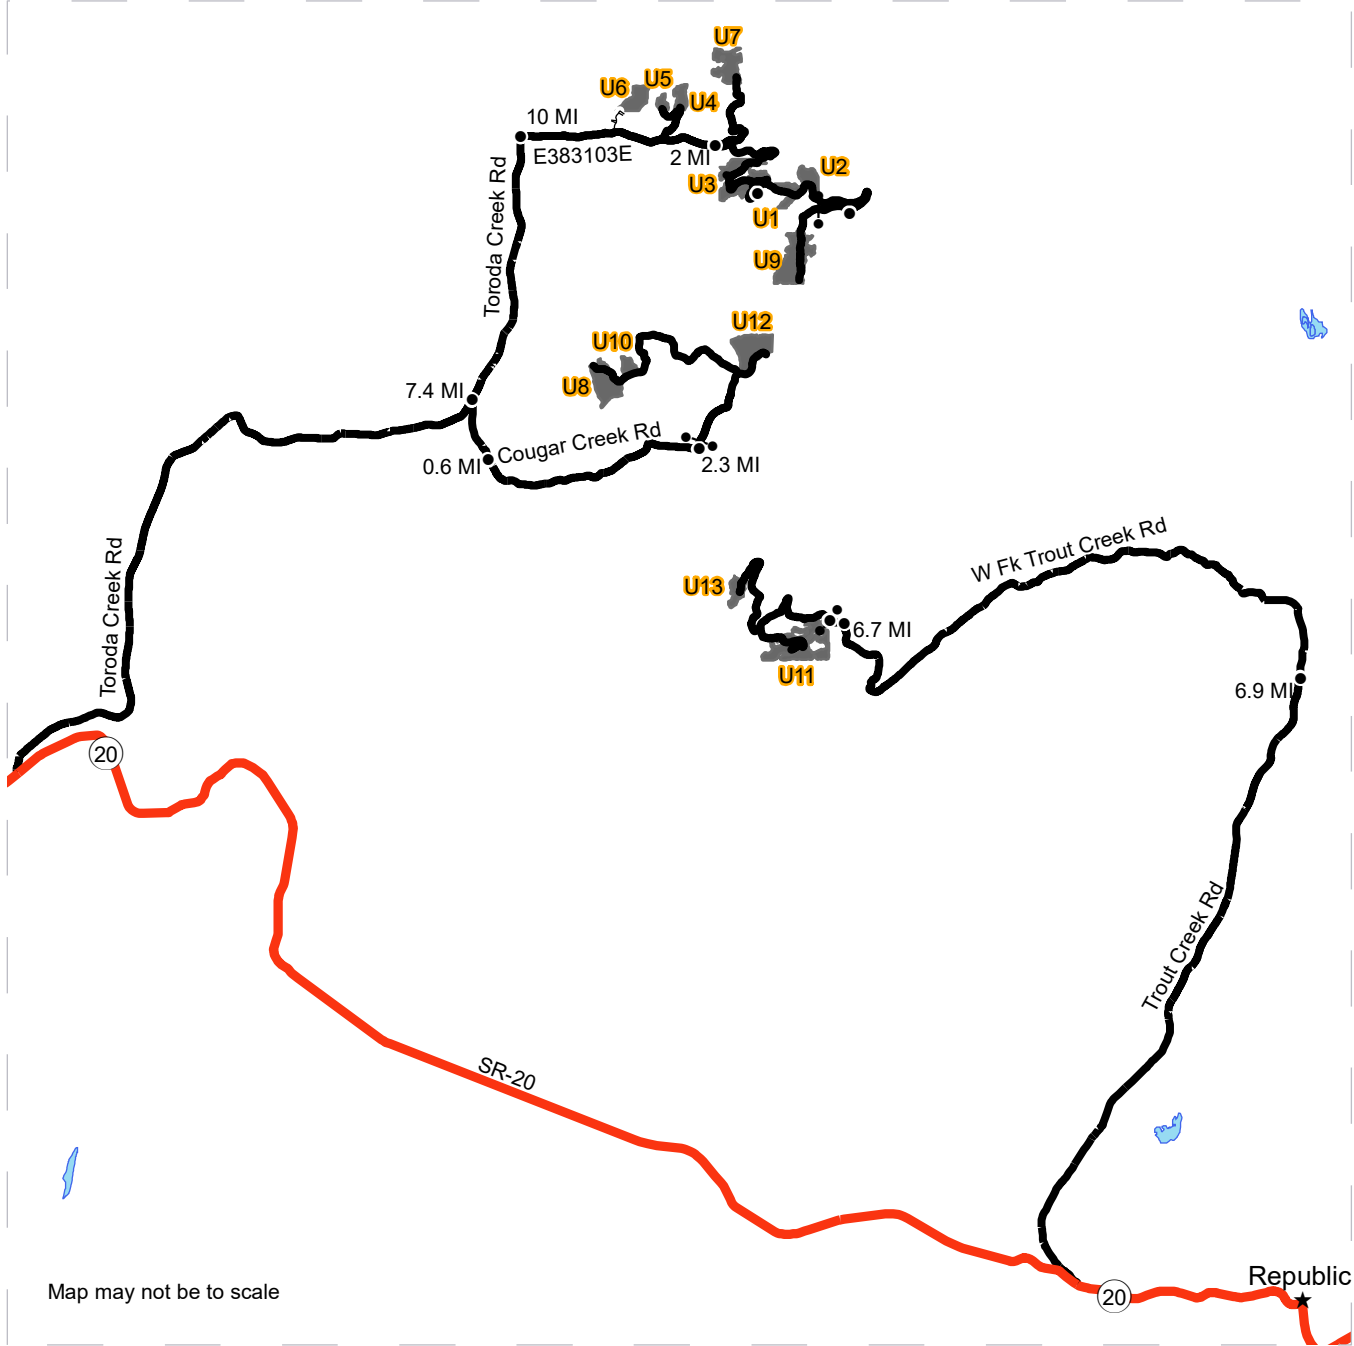 U7
U5
U6
U4
10 MI
E383103E
2 MI
U2
U3
U1
Toroda Creek Rd
U9
U12
U10
U8
7.4 MI
Cougar Creek Rd
0.6 MI
2.3 MI
W Fk Trout Creek Rd
Toroda Creek Rd
U13
6.7 MI
U11
6.9 MI
20
Trout Creek Rd
SR-20
Republic
Map may not be to scale
20